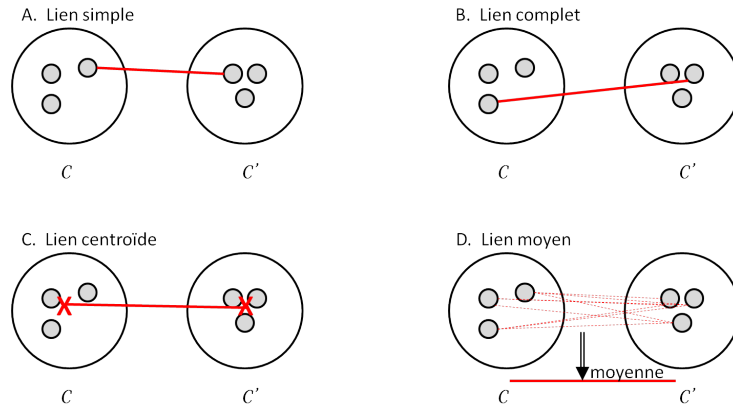 A. Lien simple
B. Lien complet
C
C'
C
C'
C. Lien centroïde
D. Lien moyen
X
X
moyenne
C
C'
C
C'